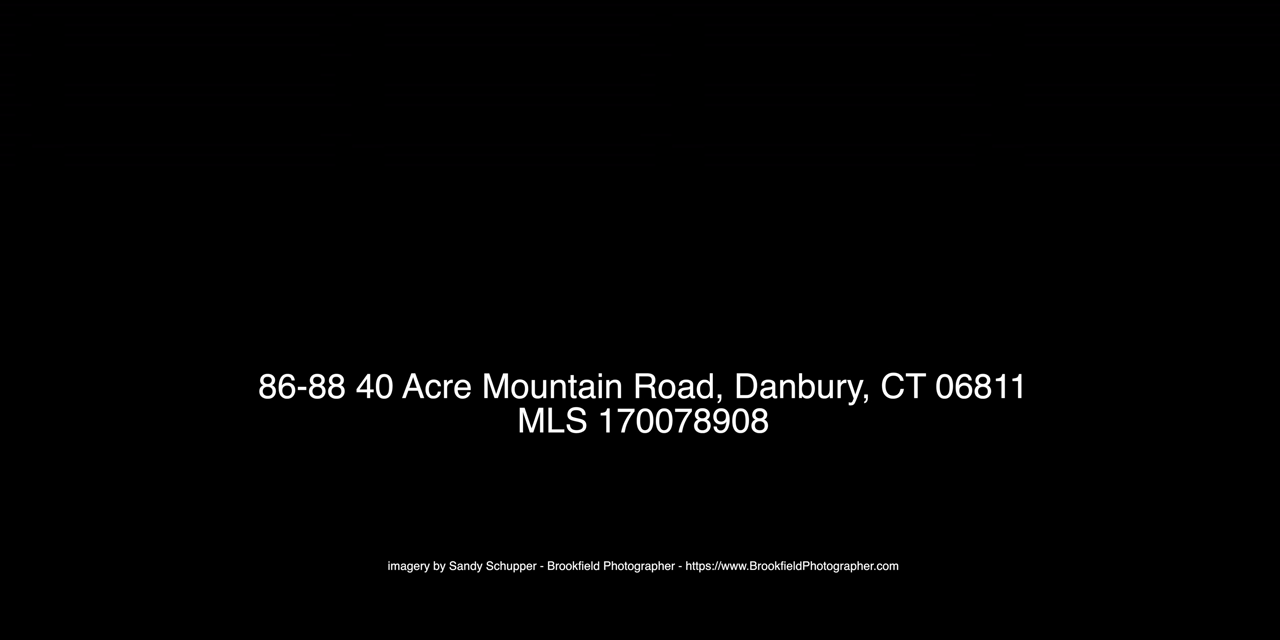 86-88 40 Acre Mountain Road, Danbury, CT 06811
MLS 170078908
imagery by Sandy Schupper - Brookfield Photographer - https://www.BrookfieldPhotographer.com